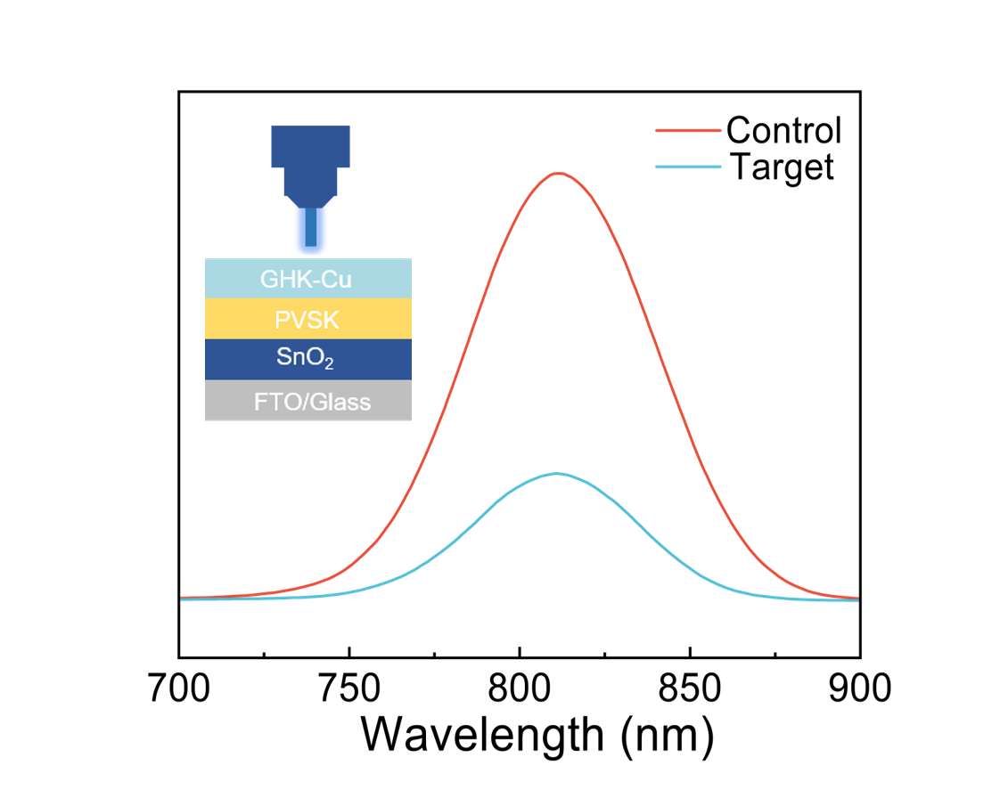 Control
Target
GHK-Cu
PVSK
SnO₂
FTO/Glass
700 750 800 850 900
Wavelength (nm)